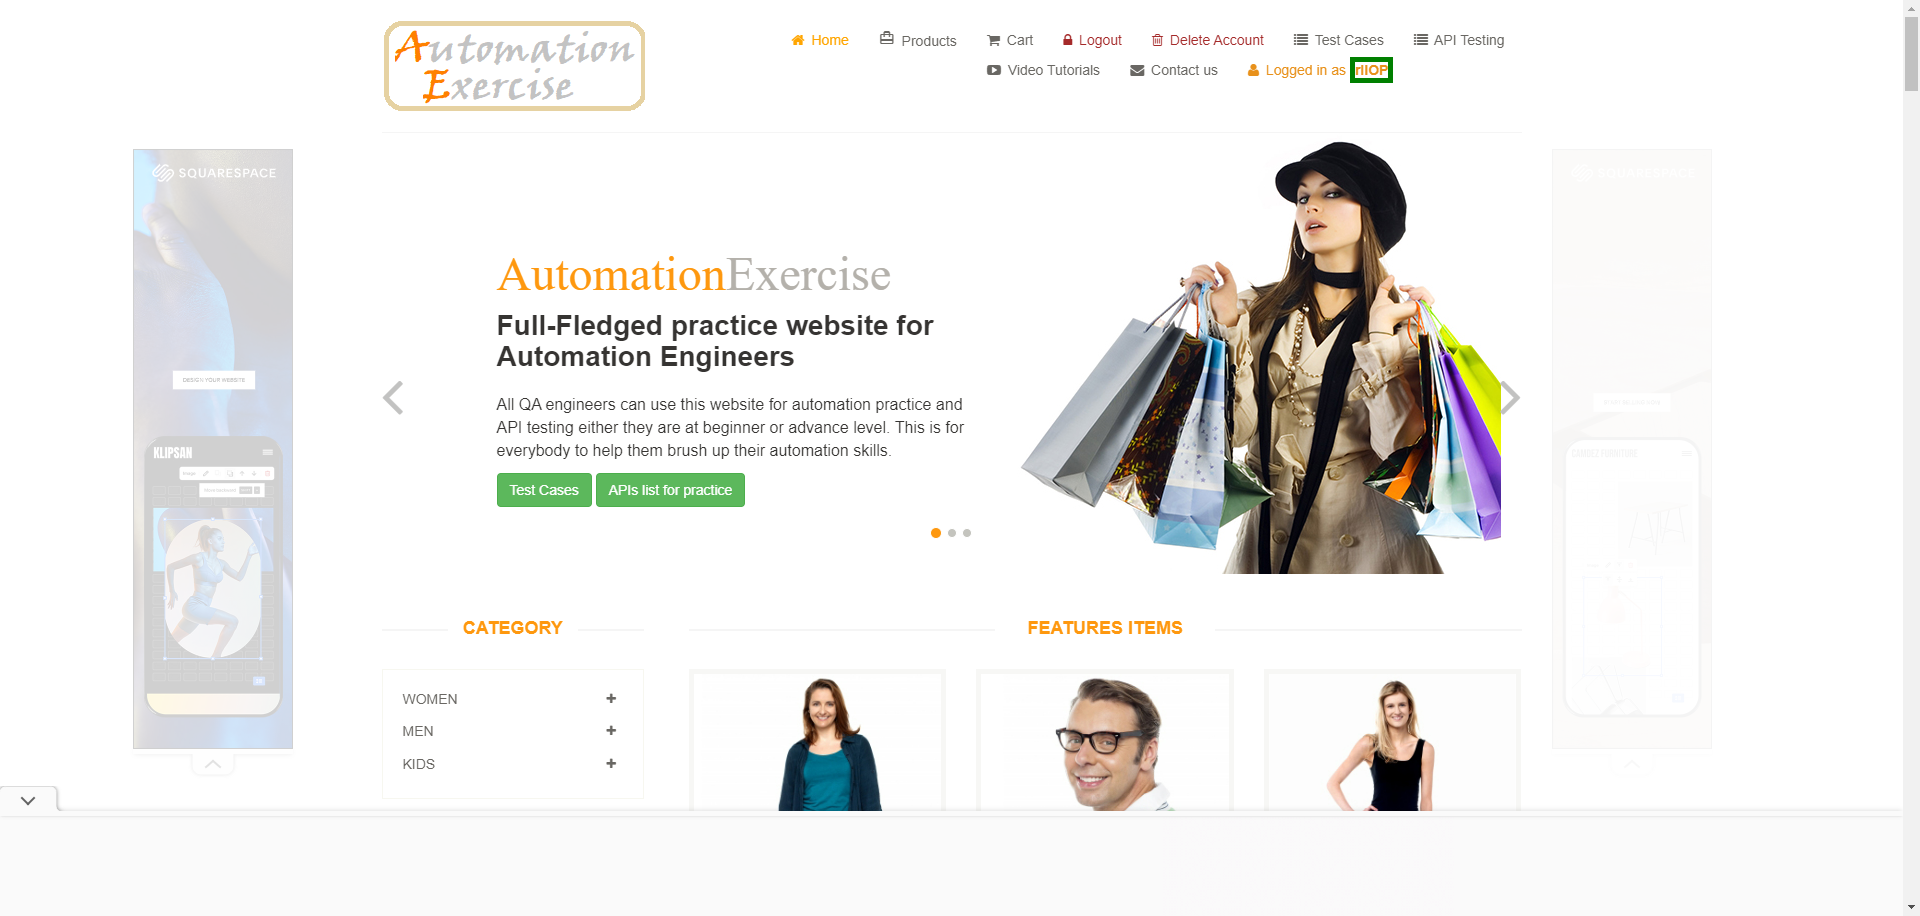 Automation
Exercise
Home
Products
Cart
Logout
Delete Account
Test Cases
API Testing
Video Tutorials
Contact us
Logged in as rIIOP
SQUARESPACE
DESIGN YOUR WEBSITE
KLIPSAN
AutomationExercise
Full-Fledged practice website for
Automation Engineers
All QA engineers can use this website for automation practice and
API testing either they are at beginner or advance level. This is for
everybody to help them brush up their automation skills.
Test Cases
APIs list for practice
SQUARESPACE
CATEGORY
WOMEN
MEN
KIDS
FEATURES ITEMS